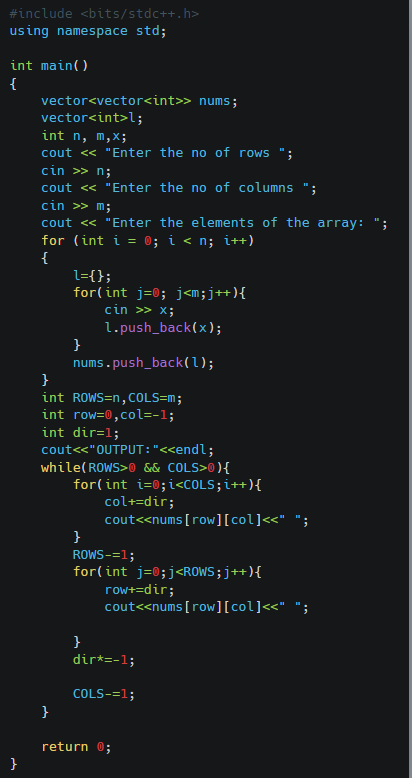 #include <bits/stdc++.h>
using namespace std;

int main()
{
    vector<vector<int>> nums;
    vector<int>l;
    int n, m,x;
    cout << "Enter the no of rows ";
    cin >> n;
    cout << "Enter the no of columns ";
    cin >> m;
    cout << "Enter the elements of the array: ";
    for (int i = 0; i < n; i++)
    {
        l={};
        for(int j=0; j<m;j++){
            cin >> x;
            l.push_back(x);
        }
        nums.push_back(l);
    }
    int ROWS=n,COLS=m;
    int row=0,col=-1;
    int dir=1;
    cout<<"OUTPUT:"<<endl;
    while(ROWS>0 && COLS>0){
        for(int i=0;i<COLS;i++){
            col+=dir;
            cout<<nums[row][col]<<" ";
        }
        ROWS-=1;
        for(int j=0;j<ROWS;j++){
            row+=dir;
            cout<<nums[row][col]<<" ";

        }
        dir*=-1;

        COLS-=1;
    }

    return 0;
}